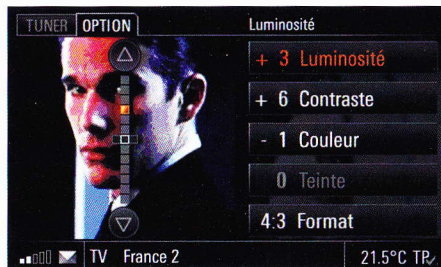 TUNER OPTION Luminosité
+ 3 Luminosité
+ 6 Contraste
- 1 Couleur
0 Teinte
4:3 Format
TV France 2 21.5°C TP